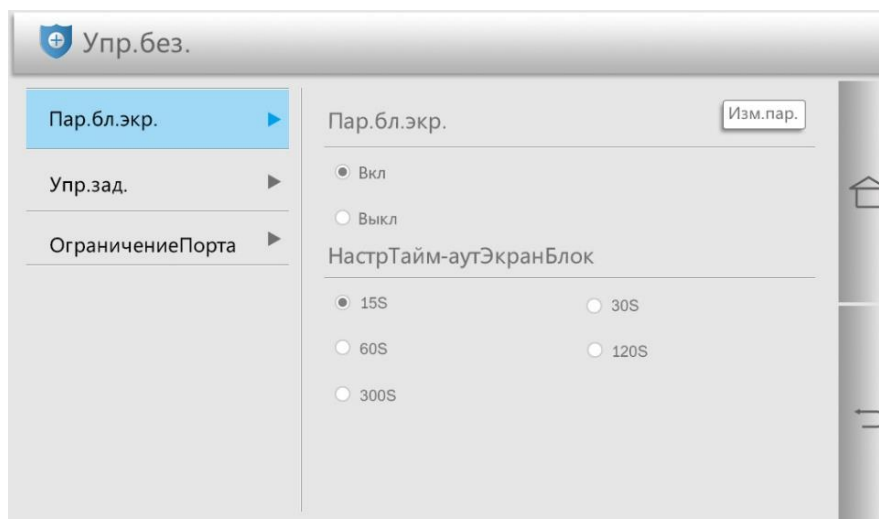 Упр.без.
Пар.бл.экр.
Упр.зад.
ОграничениеПорта
Пар.бл.экр.
Изм.пар.
Вкл
Выкл
НастрТайм-аутЭкранБлок
15S
30S
60S
120S
300S